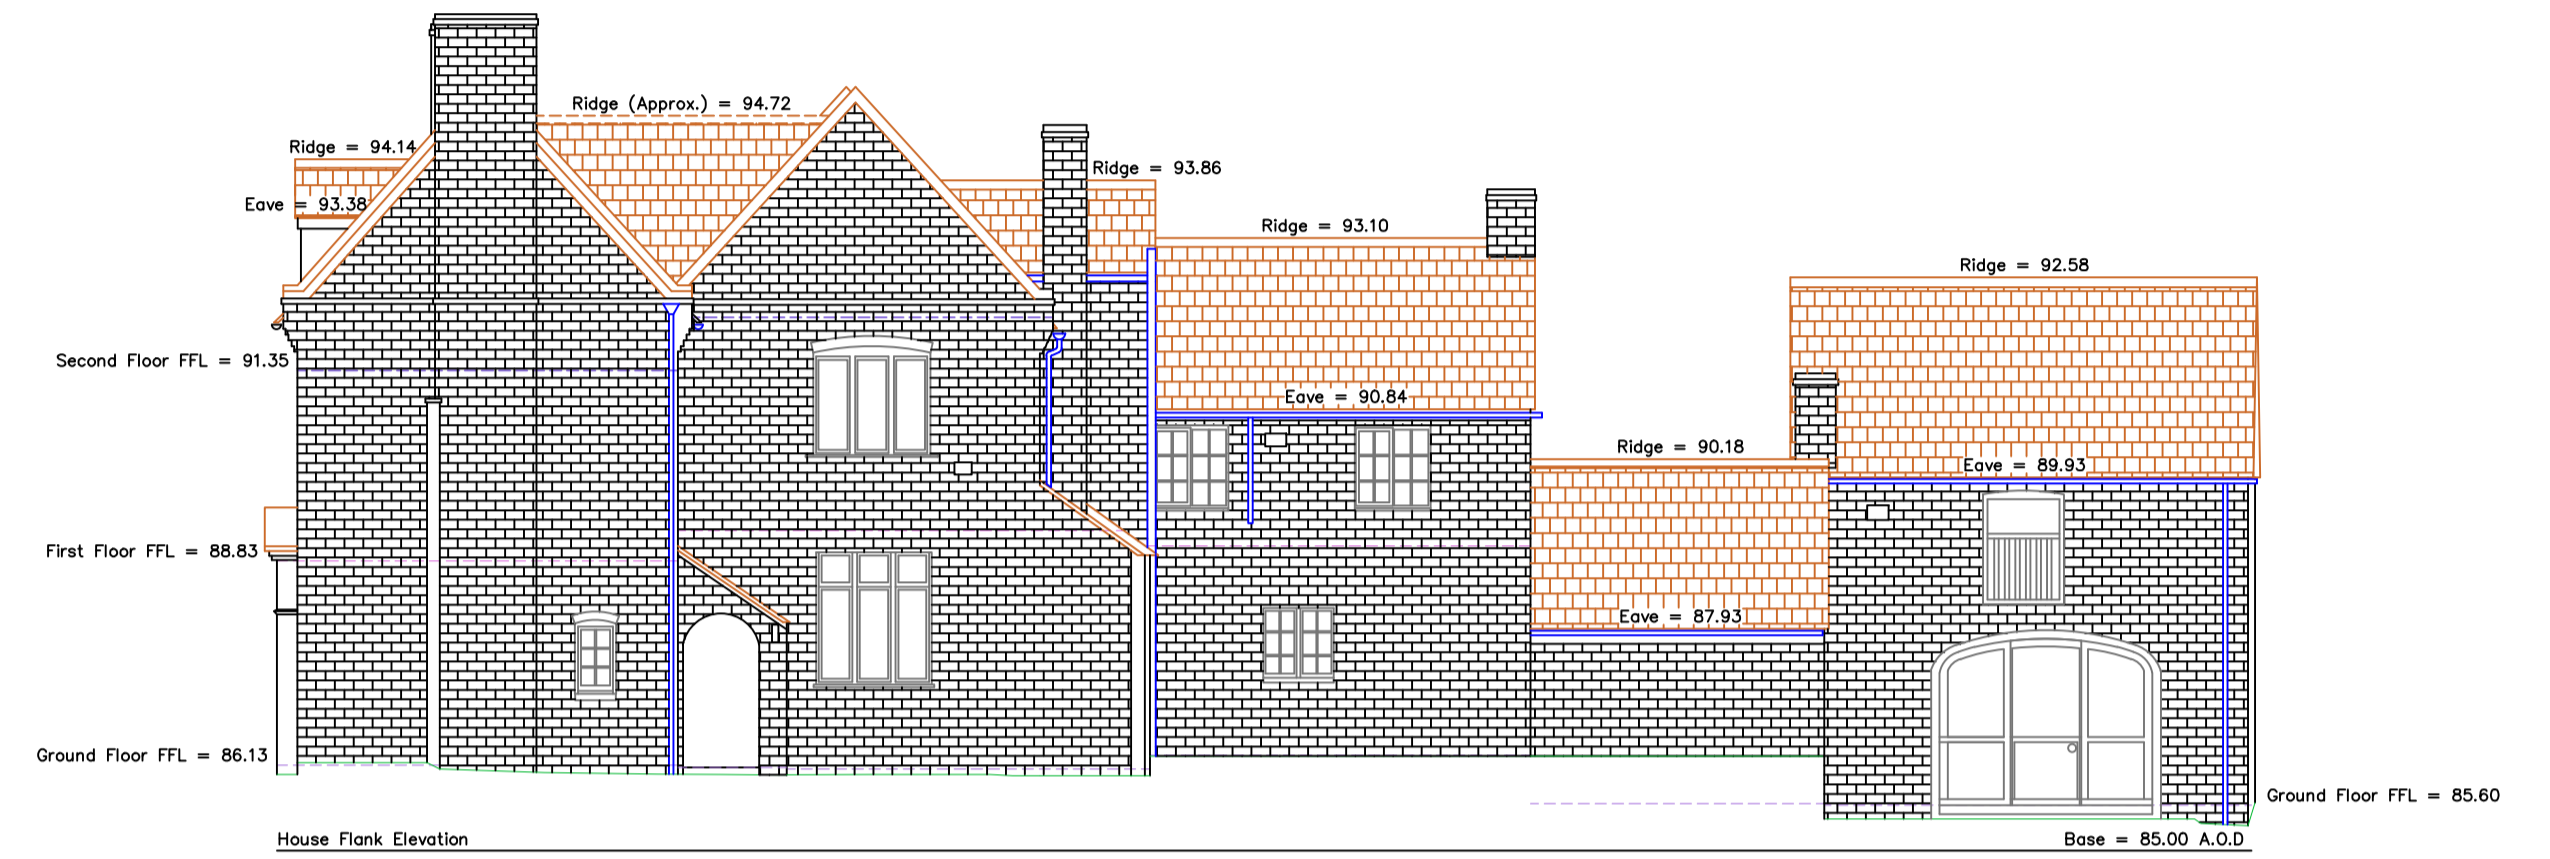 Ridge (Approx.) = 94.72
Ridge = 94.14
Ridge = 93.86
Eave = 93.38
Ridge = 93.10
Ridge = 92.58
Second Floor FFL = 91.35
Eave = 90.84
Ridge = 90.18
Eave = 89.93
First Floor FFL = 88.83
Eave = 87.93
Ground Floor FFL = 86.13
Ground Floor FFL = 85.60
House Flank Elevation
Base = 85.00 A.O.D